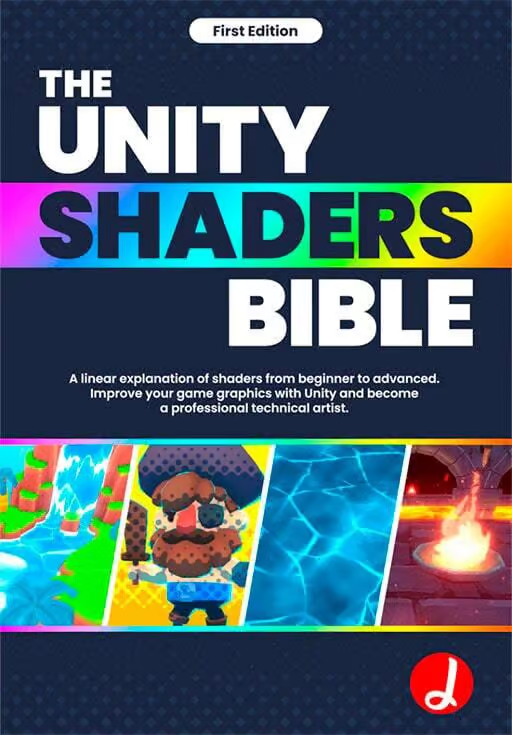 First Edition
THE
UNITY
SHADERS
BIBLE
A linear explanation of shaders from beginner to advanced.
Improve your game graphics with Unity and become
a professional technical artist.